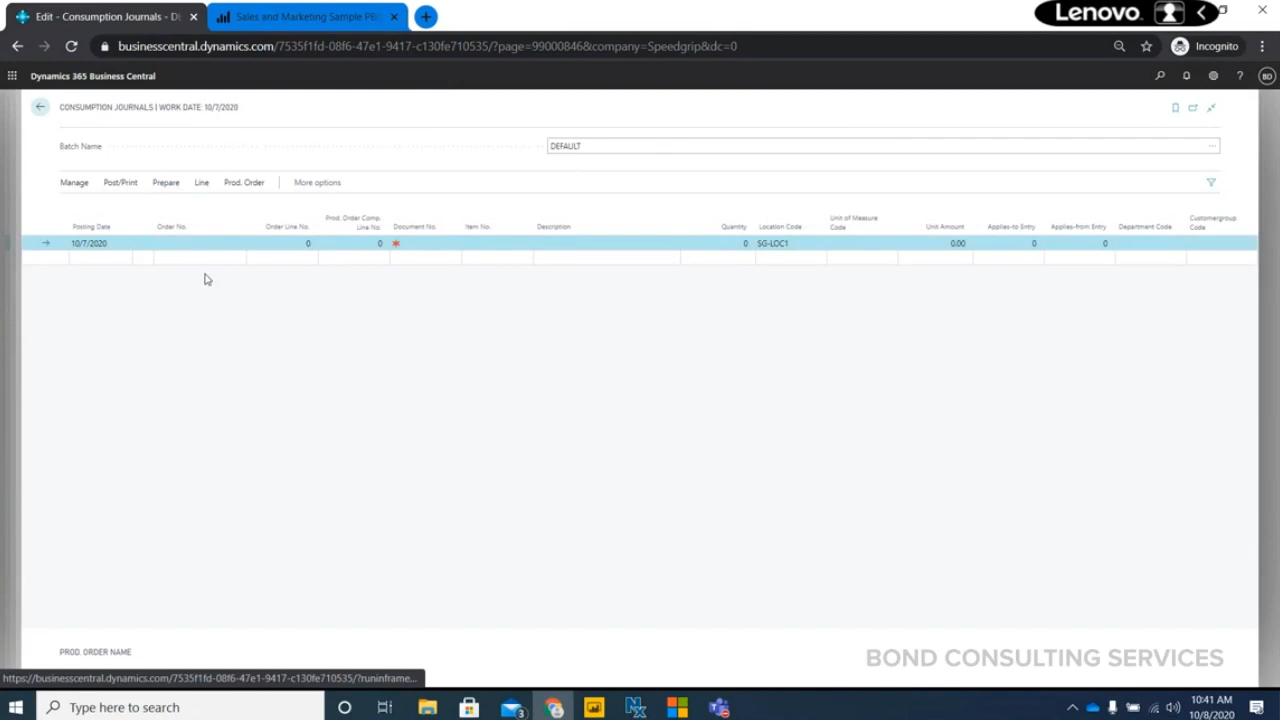 Edit - Consumption Journals - D
Sales and Marketing Sample PBI
Lenovo
businesscentral.dynamics.com/7535f1fd-08f6-47e1-9417-c130fe710535/?page=99000846&company=Speedgrip&dc=0
Incognito
Dynamics 365 Business Central
BD
CONSUMPTION JOURNALS | WORK DATE: 10/7/2020
Batch Name
DEFAULT
Manage
Post/Print
Prepare
Line
Prod. Order
More options
Posting Date
Order No.
Order Line No.
Prod. Order Comp. Line No.
Document No.
Item No.
Description
Quantity
Location Code
Unit of Measure Code
Unit Amount
Applies-to Entry
Applies-from Entry
Department Code
Customergroup Code
10/7/2020
0
0
0
SG-LOC1
0.00
0
0
PROD. ORDER NAME
BOND CONSULTING SERVICES
https://businesscentral.dynamics.com/7535f1fd-08f6-47e1-9417-c130fe710535/?runinframe...
Type here to search
3
10:41 AM
10/8/2020